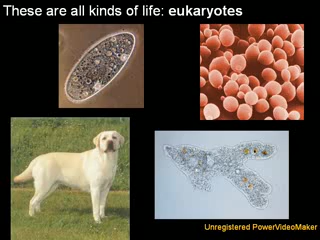 These are all kinds of life: eukaryotes
Unregistered PowerVideoMaker